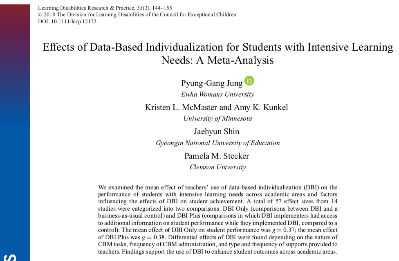 Learning Disabilities Research & Practice, 33(3), 144–155
© 2018 The Division for Learning Disabilities of the Council for Exceptional Children
DOI: 10.1111/ldrp.12172
Effects of Data-Based Individualization for Students with Intensive Learning
Needs: A Meta-Analysis
Pyung-Gang Jung
Ewha Womans University
Kristen L. McMaster and Amy K. Kunkel
University of Minnesota
Jaehyun Shin
Gyeongin National University of Education
Pamela M. Stecker
Clemson University
We examined the mean effect of teachers' use of data-based individualization (DBI) on the
performance of students with intensive learning needs across academic areas and factors
influencing the effects of DBI on student achievement. A total of 57 effect sizes from 14
studies were categorized into two comparisons: DBI Only (comparisons between DBI and a
business-as-usual control) and DBI Plus (comparisons in which DBI implementers had access
to additional information on student performance while they implemented DBI, compared to a
control). The mean effect of DBI Only on student performance was g = 0.37; the mean effect
of DBI Plus was g = 0.38. Differential effects of DBI were found depending on the nature of
CBM tasks, frequency of CBM administration, and type and frequency of supports provided to
teachers. Findings support the use of DBI to enhance student outcomes across academic areas.